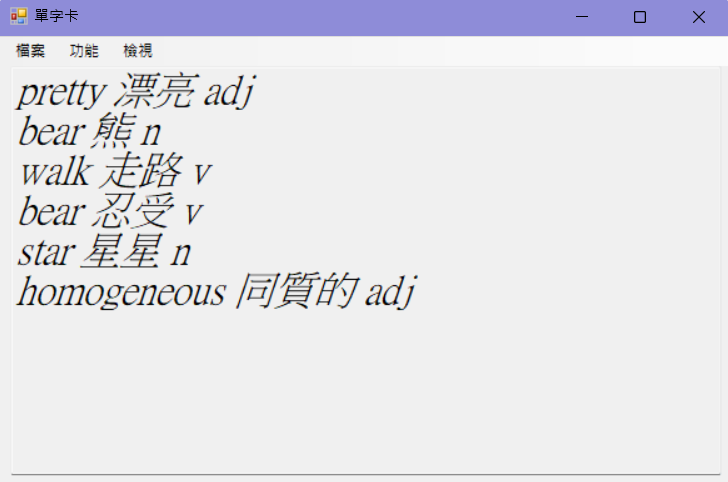 單字卡
檔案 功能 檢視
pretty 漂亮 adj
bear 熊 n
walk 走路 v
bear 忍受 v
star 星星 n
homogeneous 同質的 adj